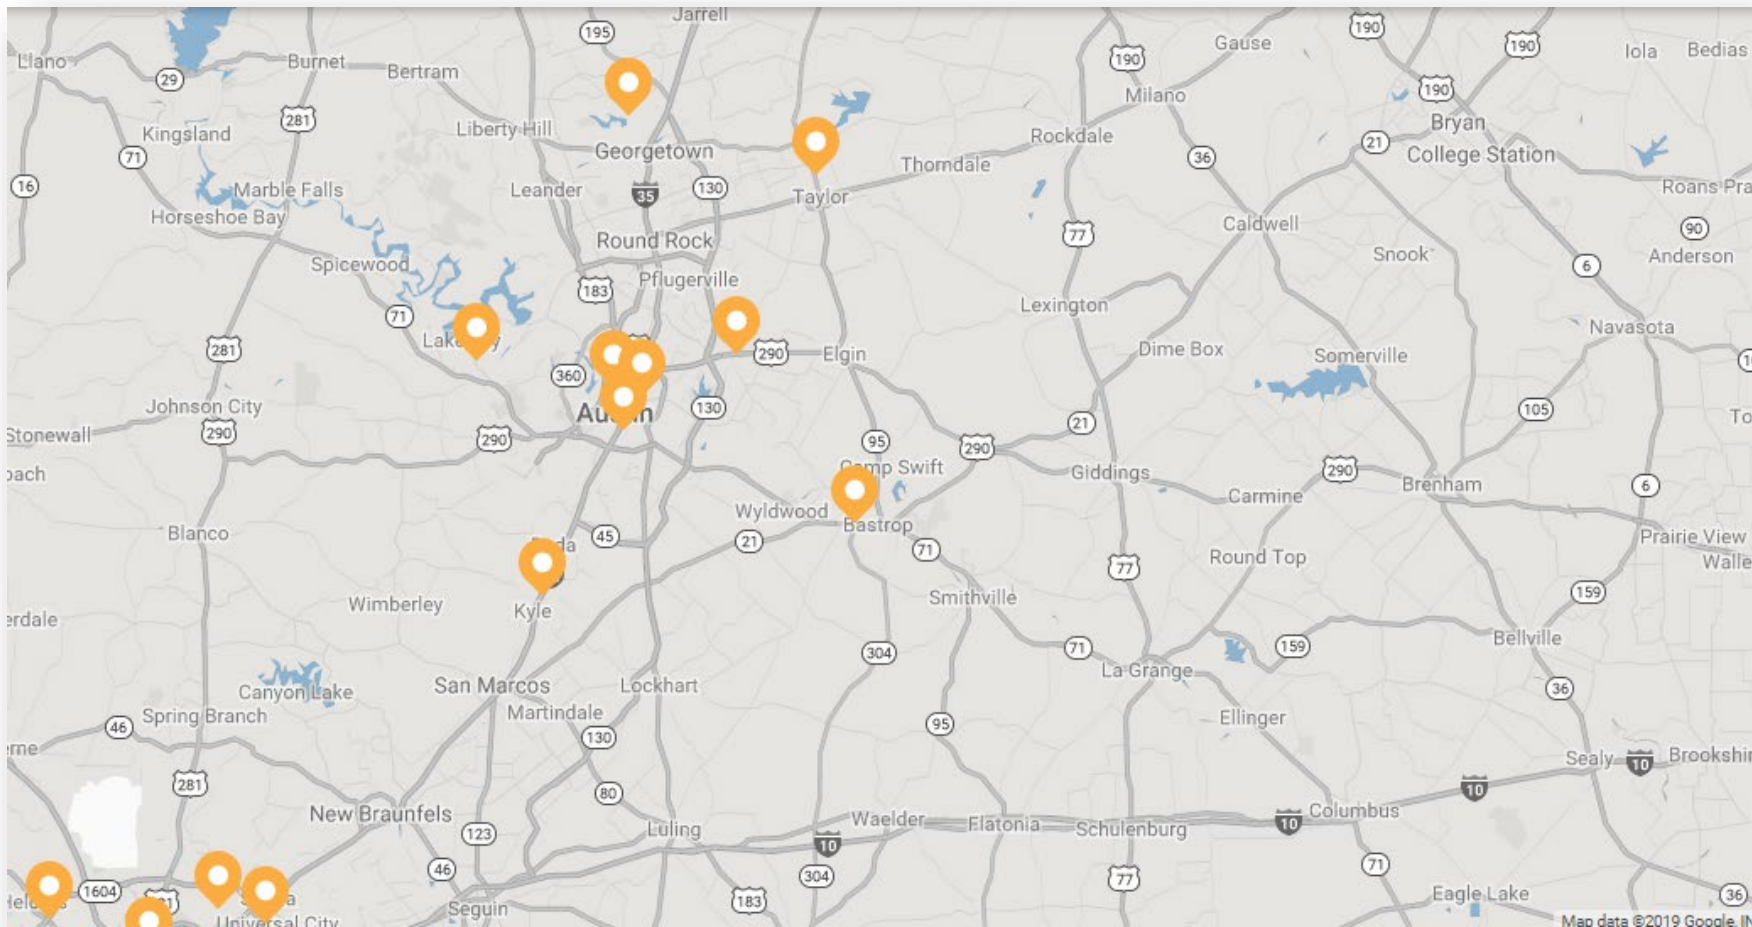 Jarrell
195
190
190
Gause
190
Iola
Bedias
Llano
29
Burnet
Bertram
190
Milano
281
Kingsland
Liberty Hill
Georgetown
Rockdale
Bryan
21
71
36
College Station
Thorndale
16
Marble Falls
Leander
35
130
Taylor
Roans Pra
Horseshoe Bay
Caldwell
90
77
Round Rock
Snook
Anderson
Spicewood
6
Pflugerville
183
Lexington
71
Navasota
281
290
Elgin
Dime Box
Somerville
360
Johnson City
130
105
To
21
Stonewall
290
290
95
290
Camp Swift
Giddings
290
Brenham
6
Carmine
Wyldwood
Bastrop
Blanco
45
21
71
Prairie View
Round Top
Walle
77
Wimberley
Kyle
Smithville
159
erdale
Bellville
304
71
159
La Grange
San Marcos
Lockhart
36
Canyon Lake
Martindale
Spring Branch
46
130
95
Ellinger
erne
Sealy
10
Brookshir
281
80
10
New Braunfels
123
Luling
Waelder
Flatonia
Schulenburg
10
Columbus
10
46
71
304
77
1604
Eagle Lake
36
183
Seguin
Universal City
Map data ©2019 Google, IN